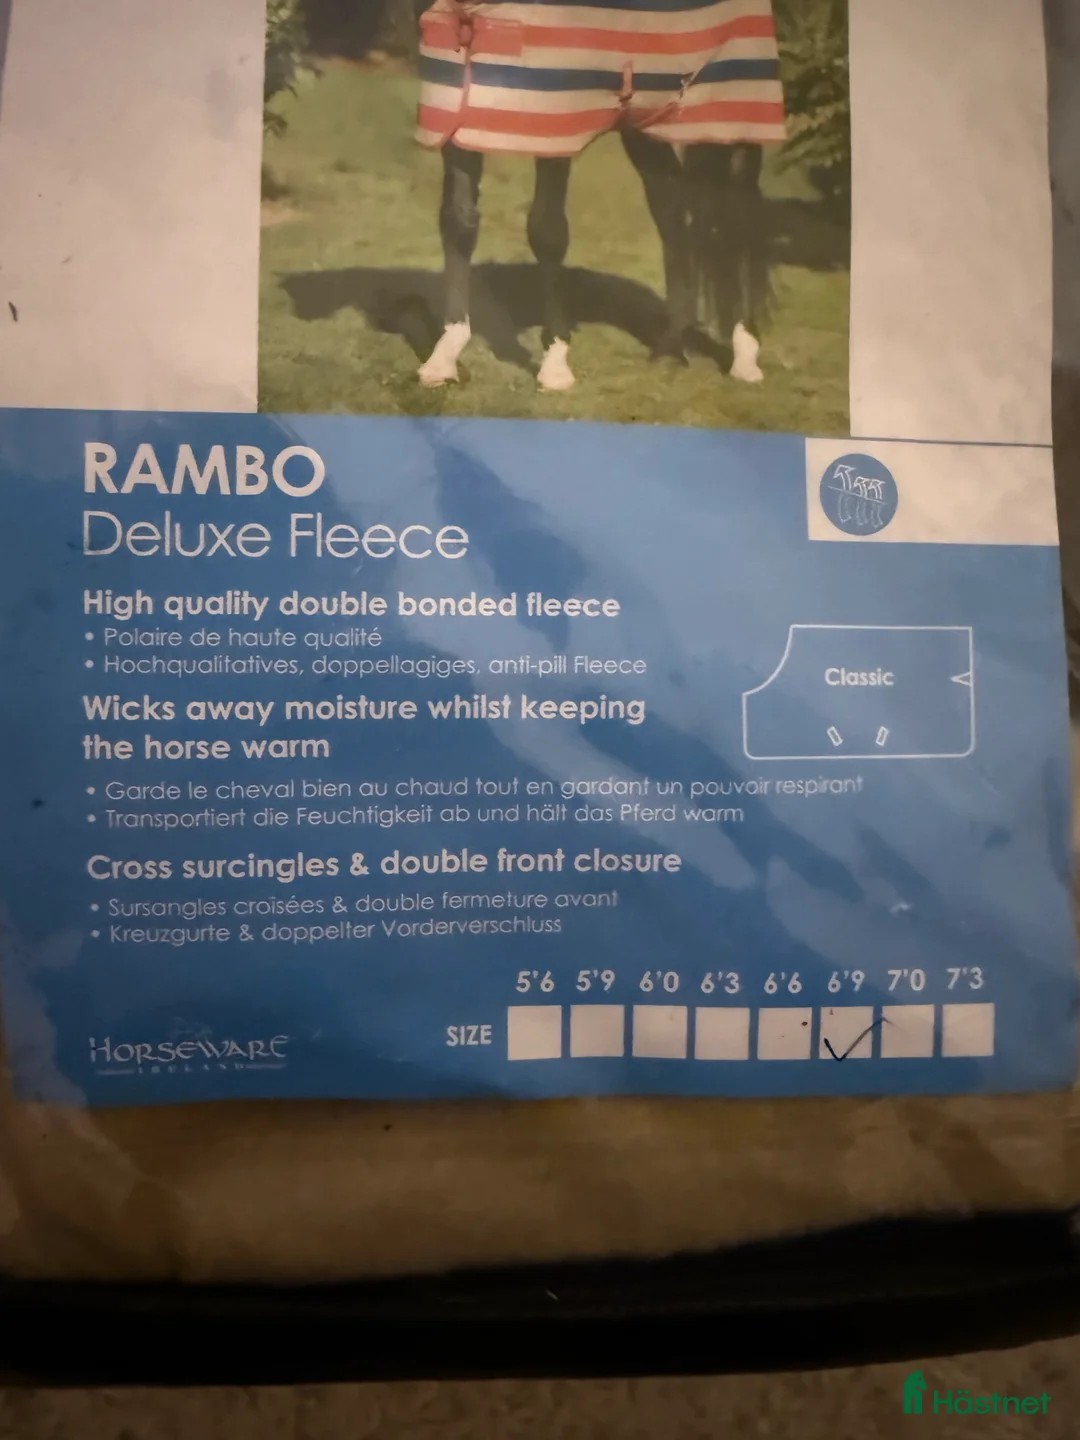 RAMBO
Deluxe Fleece
High quality double bonded fleece
• Polaire de haute qualité
• Hochqualitatives, doppellagiges, anti-pill Fleece
Wicks away moisture whilst keeping
the horse warm
Classic
• Garde le cheval bien au chaud tout en gardant un pouvoir respirant
• Transportiert die Feuchtigkeit ab und hält das Pferd warm
Cross surcingles & double front closure
• Sursangles croisées & double fermeture avant
• Kreuzgurte & doppelter Vorderverschluss
5'6 5'9 6'0 6'3 6'6 6'9 7'0 7'3
SIZE
HORSEWARE
IRELAND
Hästnet